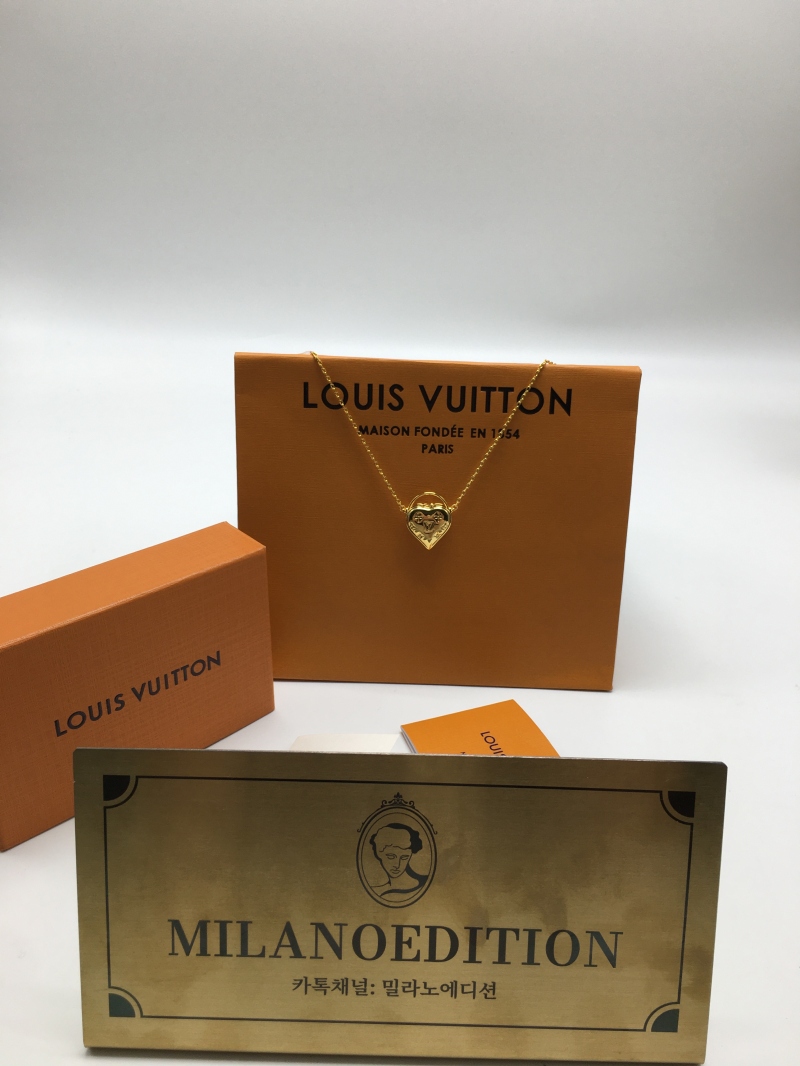 LOUIS VUITTON
MAISON FONDÉE EN 1854
PARIS
LOUIS VUITTON
MILANOEDITION
카톡채널: 밀라노에디션